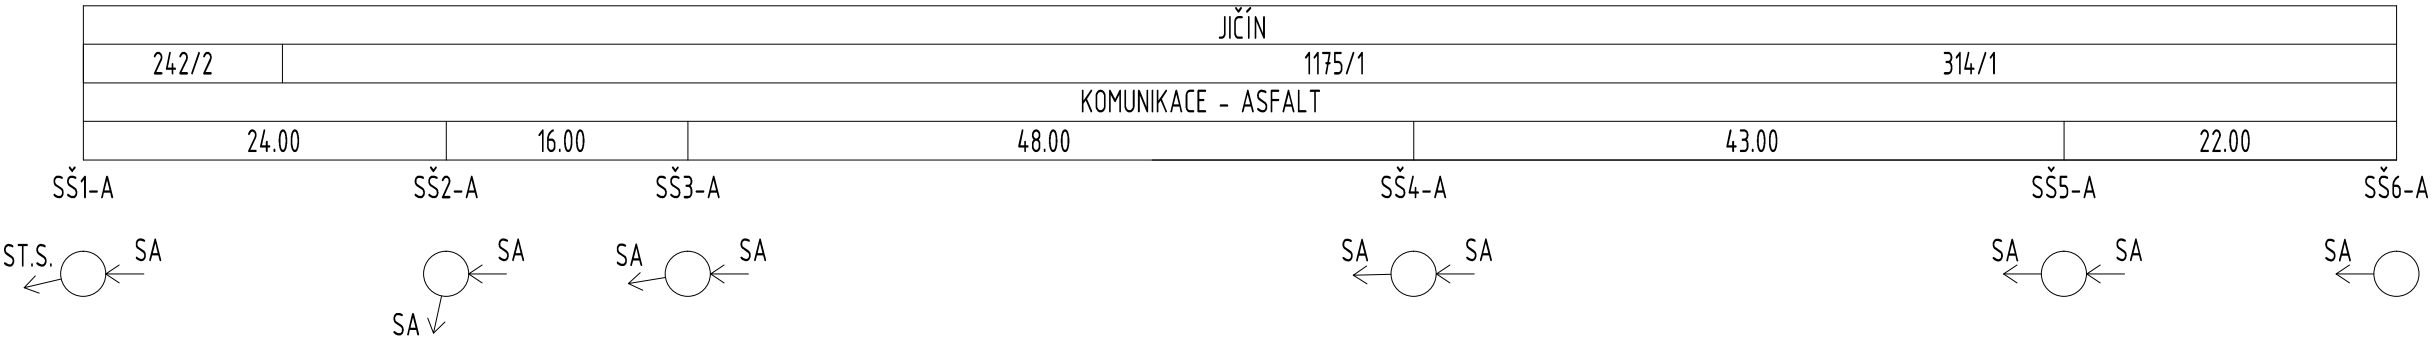 JIČÍN
242/2 1175/1 314/1
KOMUNIKACE - ASFALT
24.00 16.00 48.00 43.00 22.00
SŠ1-A SŠ2-A SŠ3-A SŠ4-A SŠ5-A SŠ6-A
ST.S. SA SA SA SA SA SA SA SA SA
SA